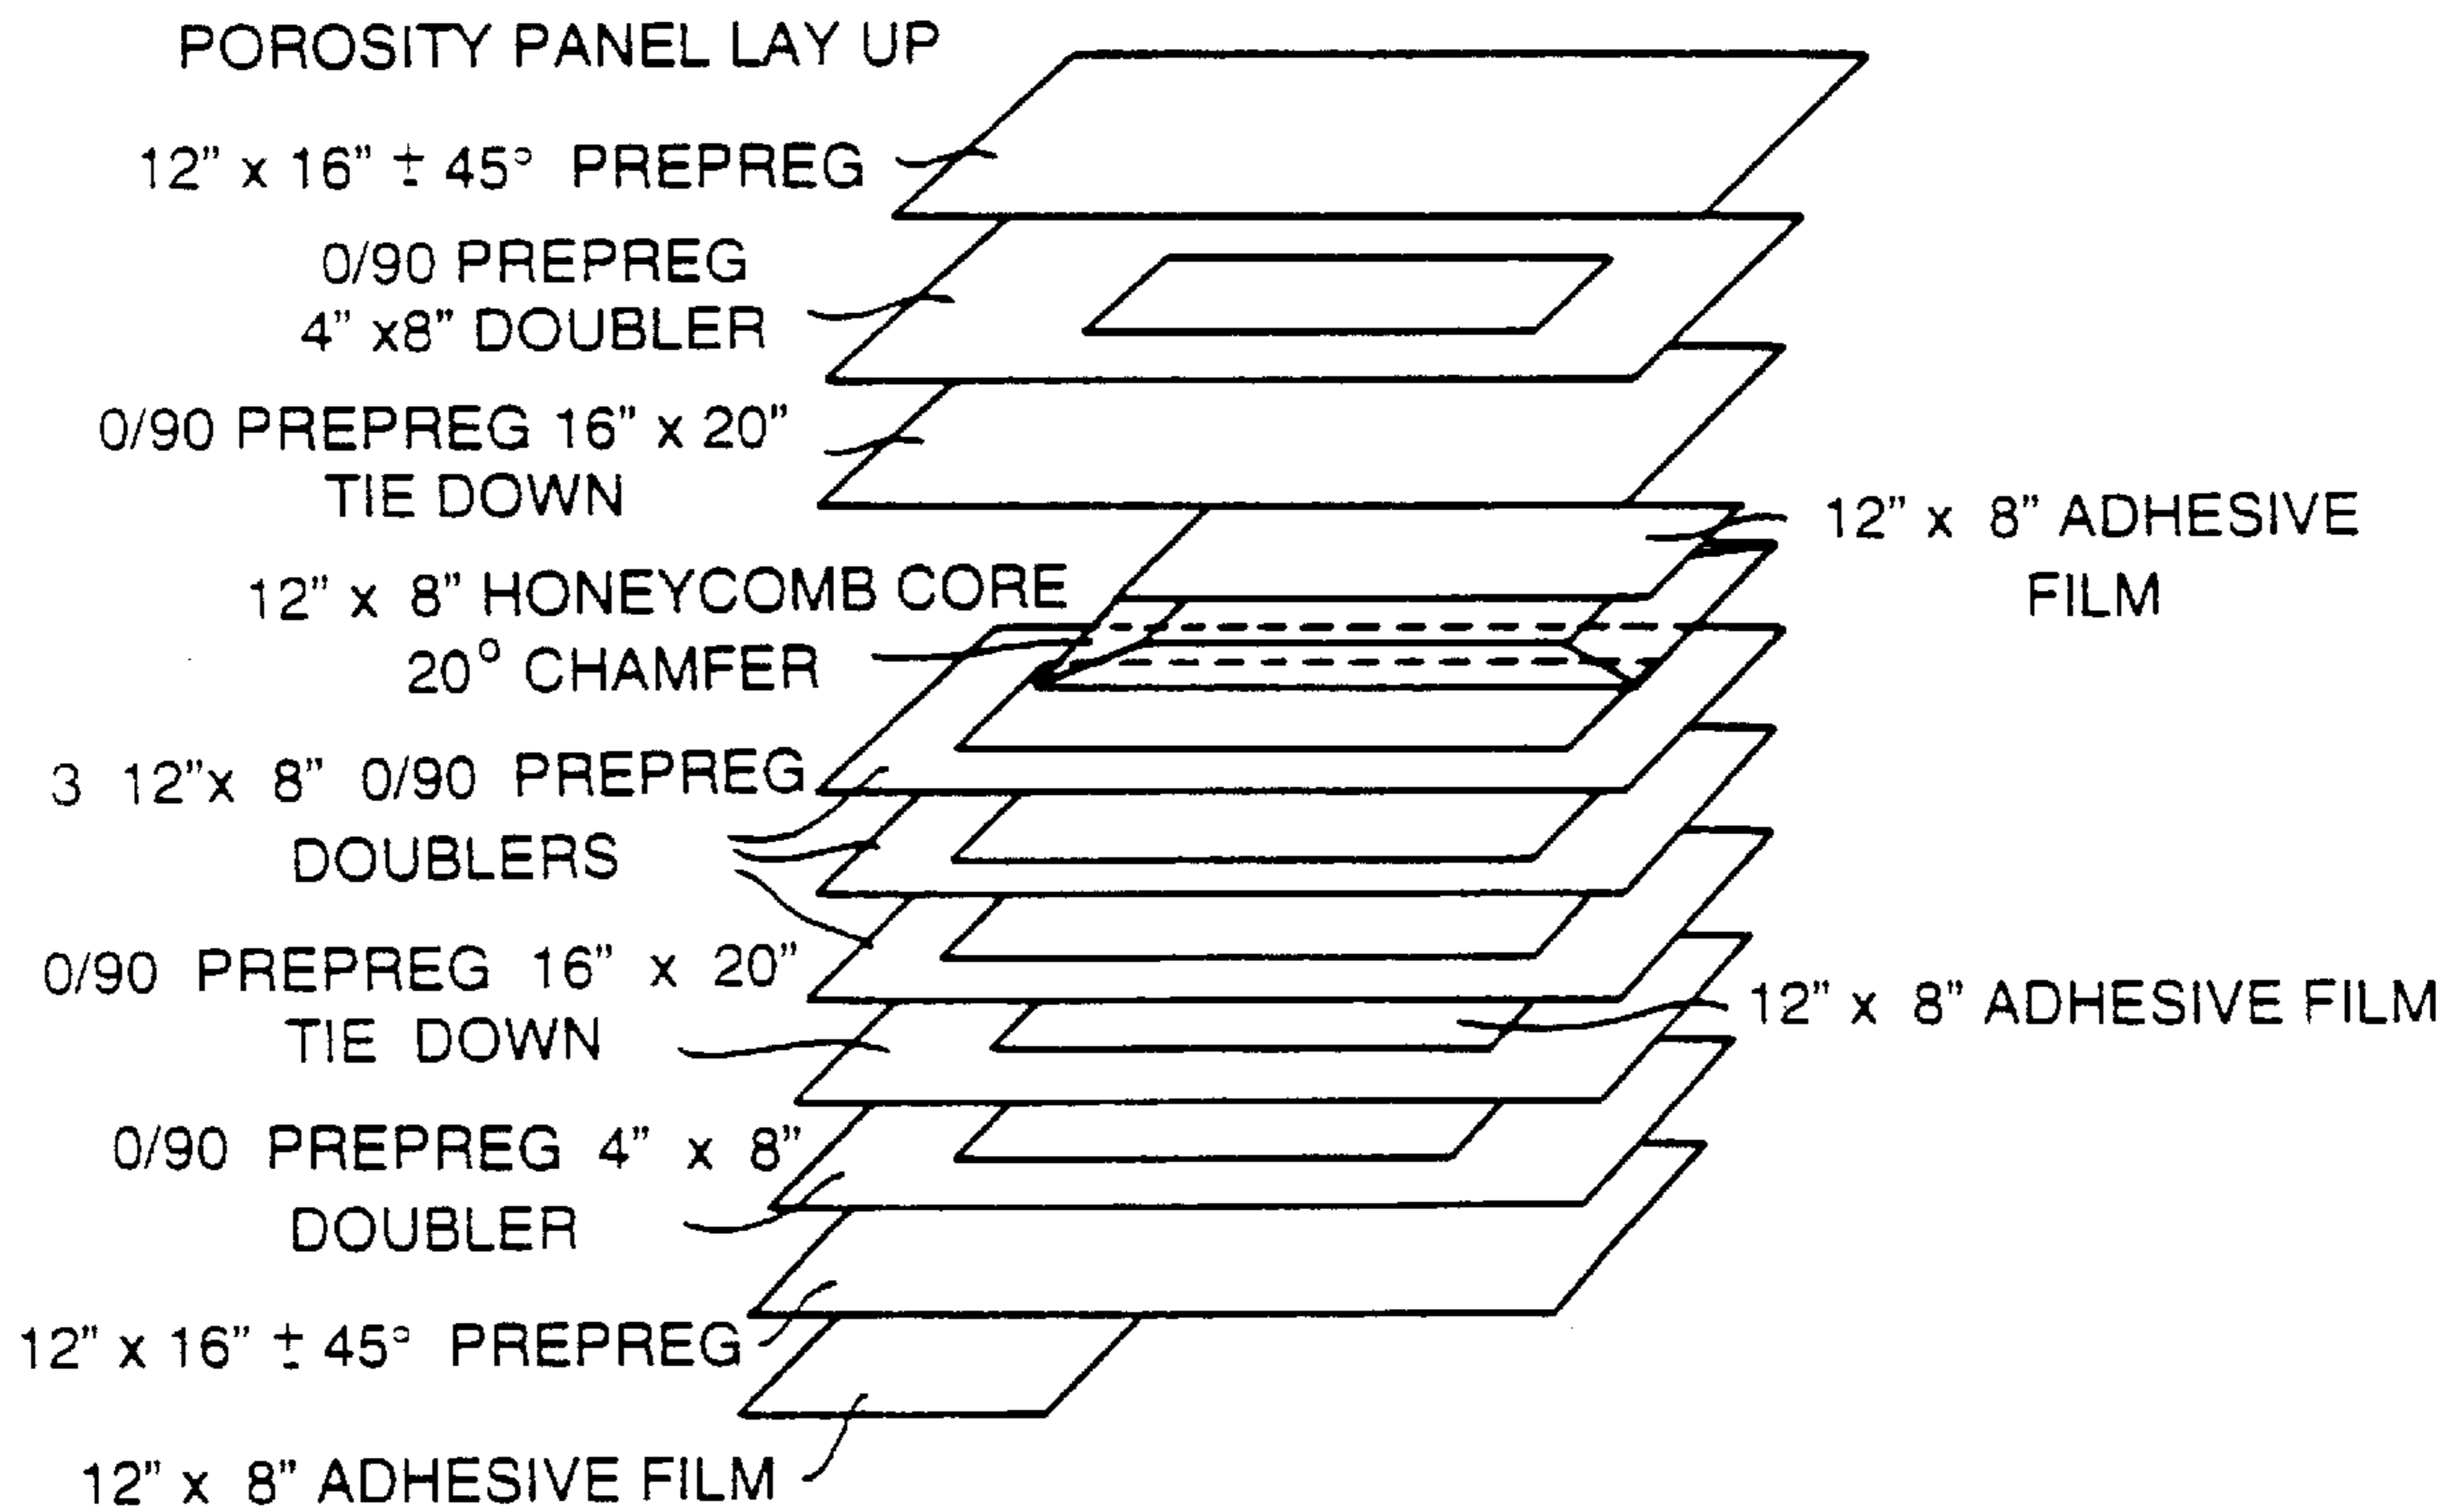 POROSITY PANEL LAY UP
12" x 16" ± 45° PREPREG
0/90 PREPREG
4" x8" DOUBLER
0/90 PREPREG 16" x 20"
TIE DOWN
12" x 8" ADHESIVE
FILM
12" x 8" HONEYCOMB CORE
20° CHAMFER
3 12"x 8" 0/90 PREPREG
DOUBLERS
0/90 PREPREG 16" x 20"
TIE DOWN
12" x 8" ADHESIVE FILM
0/90 PREPREG 4" x 8"
DOUBLER
12" x 16" ± 45° PREPREG
12" x 8" ADHESIVE FILM